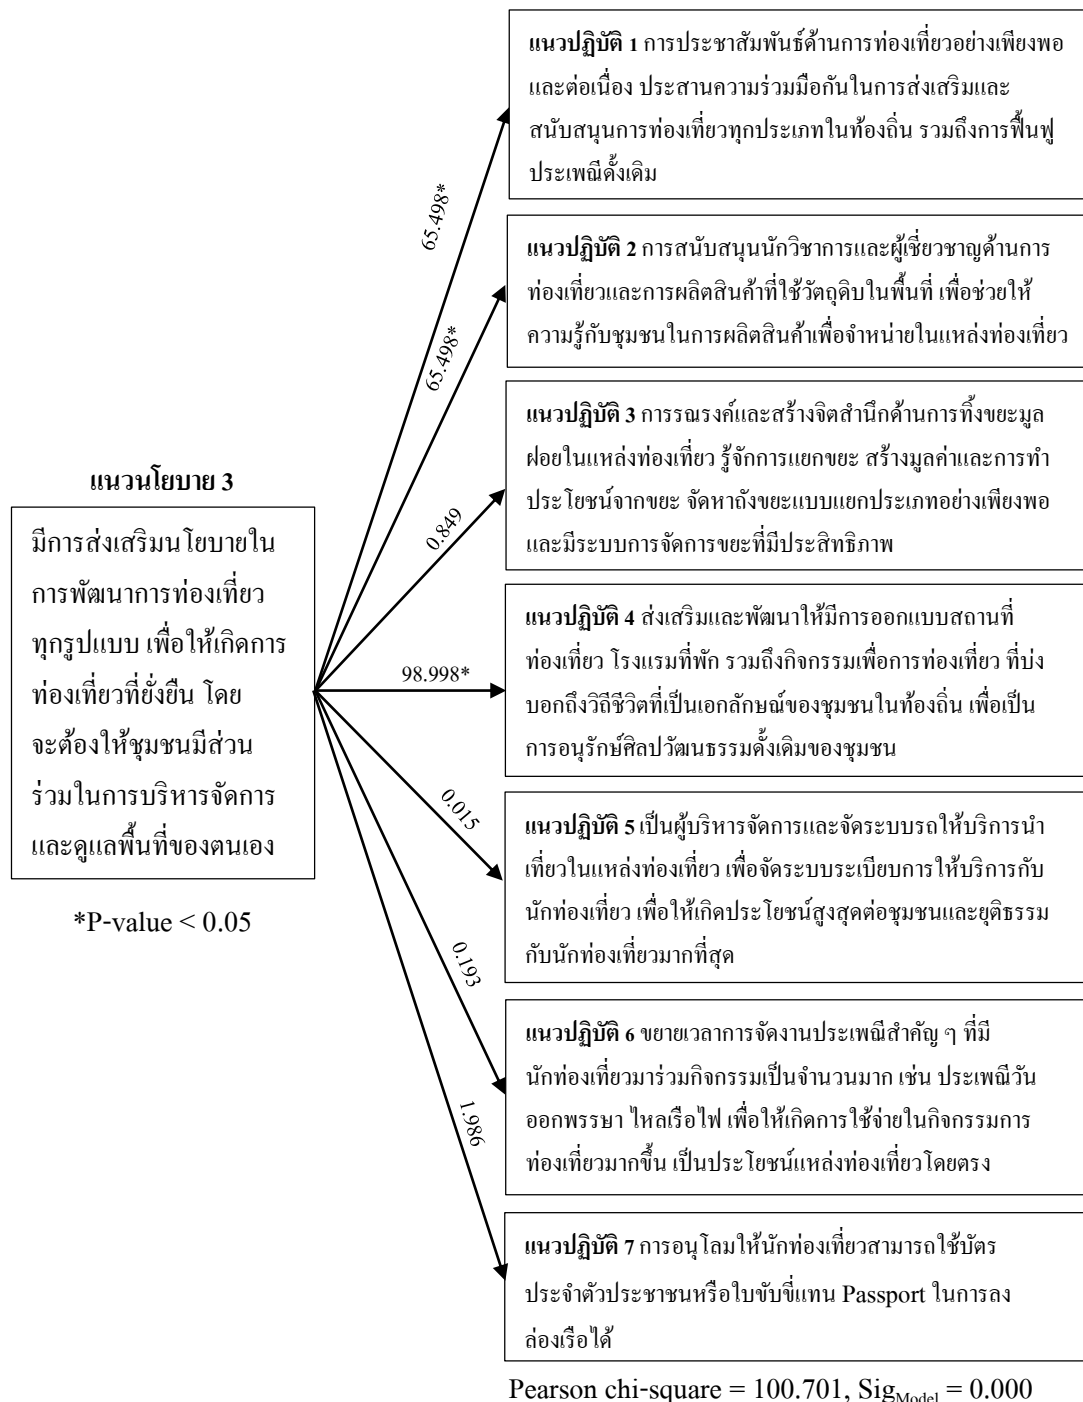 แนวนโยบาย 3
มีการส่งเสริมนโยบายใน
การพัฒนาการท่องเที่ยว
ทุกรูปแบบ เพื่อให้เกิดการ
ท่องเที่ยวที่ยั่งยืน โดย
จะต้องให้ชุมชนมีส่วน
ร่วมในการบริหารจัดการ
และดูแลพื้นที่ของตนเอง
*P-value < 0.05
65.498*
65.498*
0.849
98.998*
0.015
0.193
1.986
แนวปฏิบัติ 1 การประชาสัมพันธ์ด้านการท่องเที่ยวอย่างเพียงพอ
และต่อเนื่อง ประสานความร่วมมือกันในการส่งเสริมและ
สนับสนุนการท่องเที่ยวทุกประเภทในท้องถิ่น รวมถึงการฟื้นฟู
ประเพณีดั้งเดิม
แนวปฏิบัติ 2 การสนับสนุนนักวิชาการและผู้เชี่ยวชาญด้านการ
ท่องเที่ยวและการผลิตสินค้าที่ใช้วัตถุดิบในพื้นที่ เพื่อช่วยให้
ความรู้กับชุมชนในการผลิตสินค้าเพื่อจำหน่ายในแหล่งท่องเที่ยว
แนวปฏิบัติ 3 การรณรงค์และสร้างจิตสำนึกด้านการทิ้งขยะมูล
ฝอยในแหล่งท่องเที่ยว รู้จักการแยกขยะ สร้างมูลค่าและการทำ
ประโยชน์จากขยะ จัดหาถังขยะแบบแยกประเภทอย่างเพียงพอ
และมีระบบการจัดการขยะที่มีประสิทธิภาพ
แนวปฏิบัติ 4 ส่งเสริมและพัฒนาให้มีการออกแบบสถานที่
ท่องเที่ยว โรงแรมที่พัก รวมถึงกิจกรรมเพื่อการท่องเที่ยว ที่บ่ง
บอกถึงวิถีชีวิตที่เป็นเอกลักษณ์ของชุมชนในท้องถิ่น เพื่อเป็น
การอนุรักษ์ศิลปวัฒนธรรมดั้งเดิมของชุมชน
แนวปฏิบัติ 5 เป็นผู้บริหารจัดการและจัดระบบรถให้บริการนำ
เที่ยวในแหล่งท่องเที่ยว เพื่อจัดระบบระเบียบการให้บริการกับ
นักท่องเที่ยว เพื่อให้เกิดประโยชน์สูงสุดต่อชุมชนและยุติธรรม
กับนักท่องเที่ยวมากที่สุด
แนวปฏิบัติ 6 ขยายเวลาการจัดงานประเพณีสำคัญ ๆ ที่มี
นักท่องเที่ยวมาร่วมกิจกรรมเป็นจำนวนมาก เช่น ประเพณีวัน
ออกพรรษา ไหลเรือไฟ เพื่อให้เกิดการใช้จ่ายในกิจกรรมการ
ท่องเที่ยวมากขึ้น เป็นประโยชน์แหล่งท่องเที่ยวโดยตรง
แนวปฏิบัติ 7 การอนุโลมให้นักท่องเที่ยวสามารถใช้บัตร
ประจำตัวประชาชนหรือใบขับขี่แทน Passport ในการลง
ล่องเรือได้
Pearson chi-square = 100.701, Sig Model = 0.000